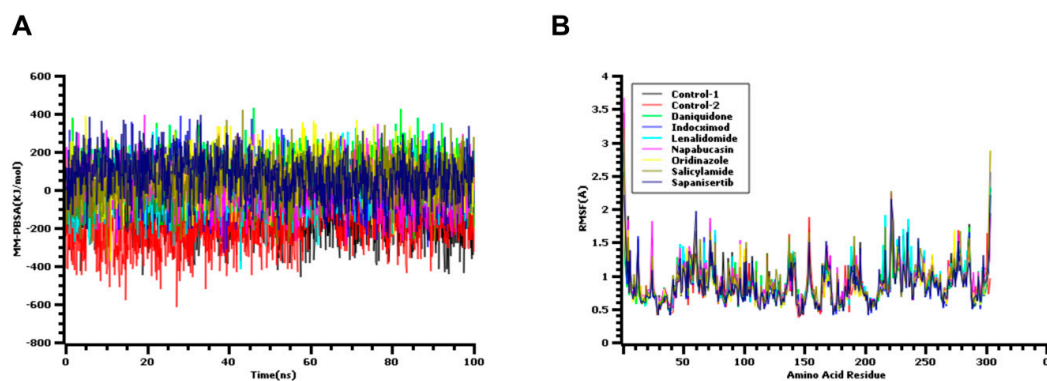 A
B
600
400
200
0
-200
-400
-600
-800
MM-PBSA(KJ/mol)
0
20
40
60
80
100
Time(ns)
4
3.5
3
2.5
2
1.5
1
0.5
0
RMSF(A)
Control-1
Control-2
Daniquidone
Indocximod
Lenalidomide
Napabucasin
Oridinazole
Salicylamide
Sapanisertib
50
100
150
200
250
300
0
Amino Acid Residue